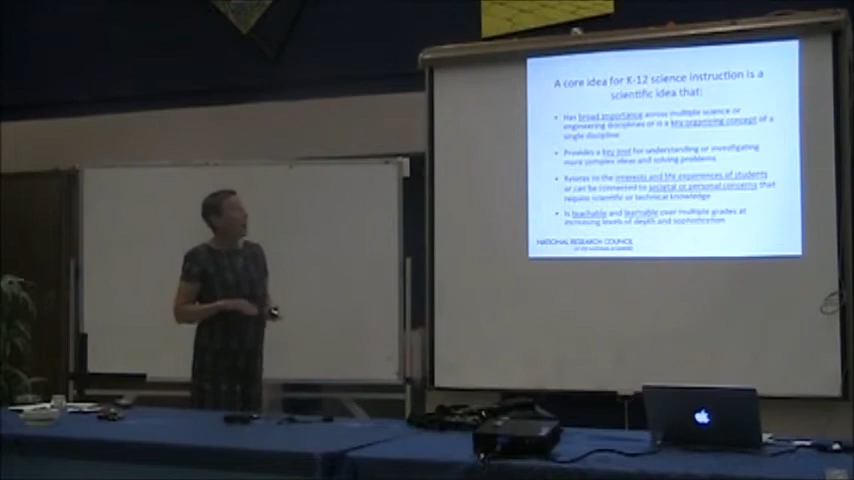 A core idea for K-12 science instruction is a
scientific idea that:
• Has broad importance across multiple science or
engineering disciplines or is a key organizing concept of a
single discipline
• Provides a key tool for understanding or investigating
more complex ideas and solving problems
• Relates to the interests and life experiences of students
or can be connected to societal or personal concerns that
require scientific or technical knowledge
• Is teachable and learnable over multiple grades at
increasing levels of depth and sophistication
NATIONAL RESEARCH COUNCIL
OF THE NATIONAL ACADEMIES